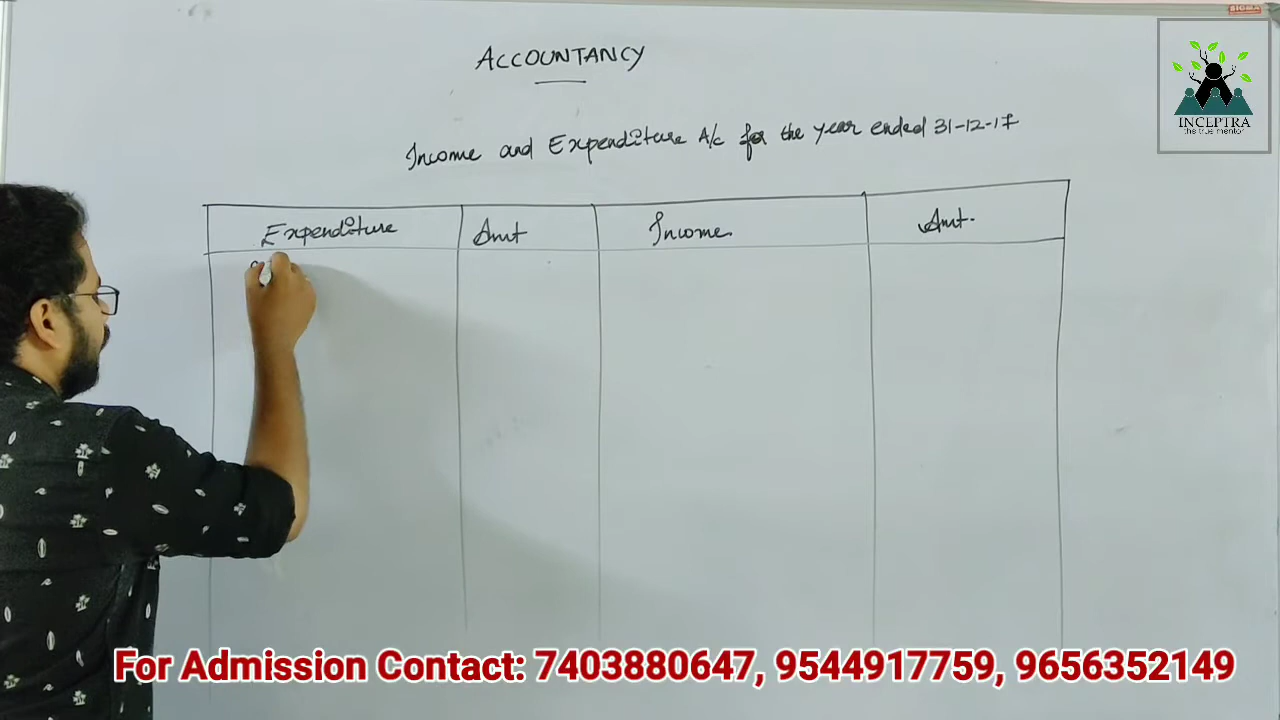 SIGMA
ACCOUNTANCY
INCEPTRA
the true mentor
Income and Expenditure A/c for the year ended 31-12-17
Expenditure Amt Income Amt.
For Admission Contact: 7403880647, 9544917759, 9656352149